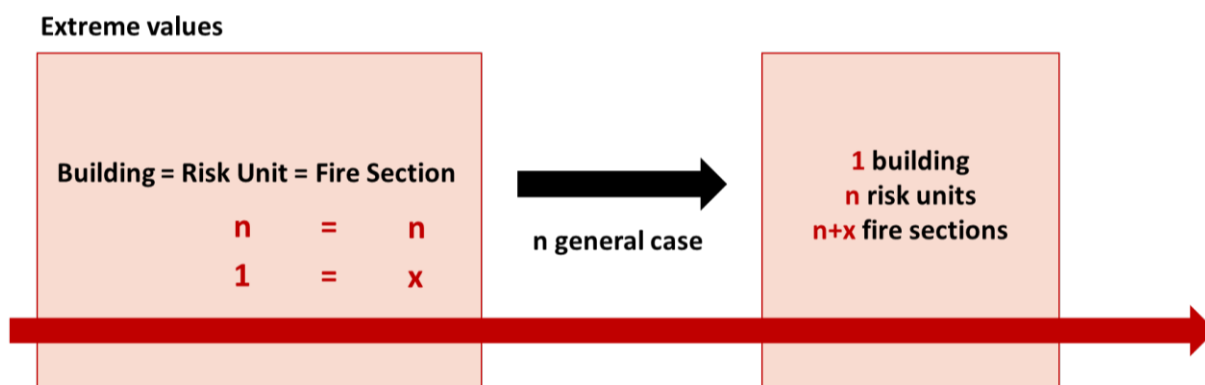 Extreme values
Building = Risk Unit = Fire Section
n = n
1 = x
n general case
1 building
n risk units
n+x fire sections